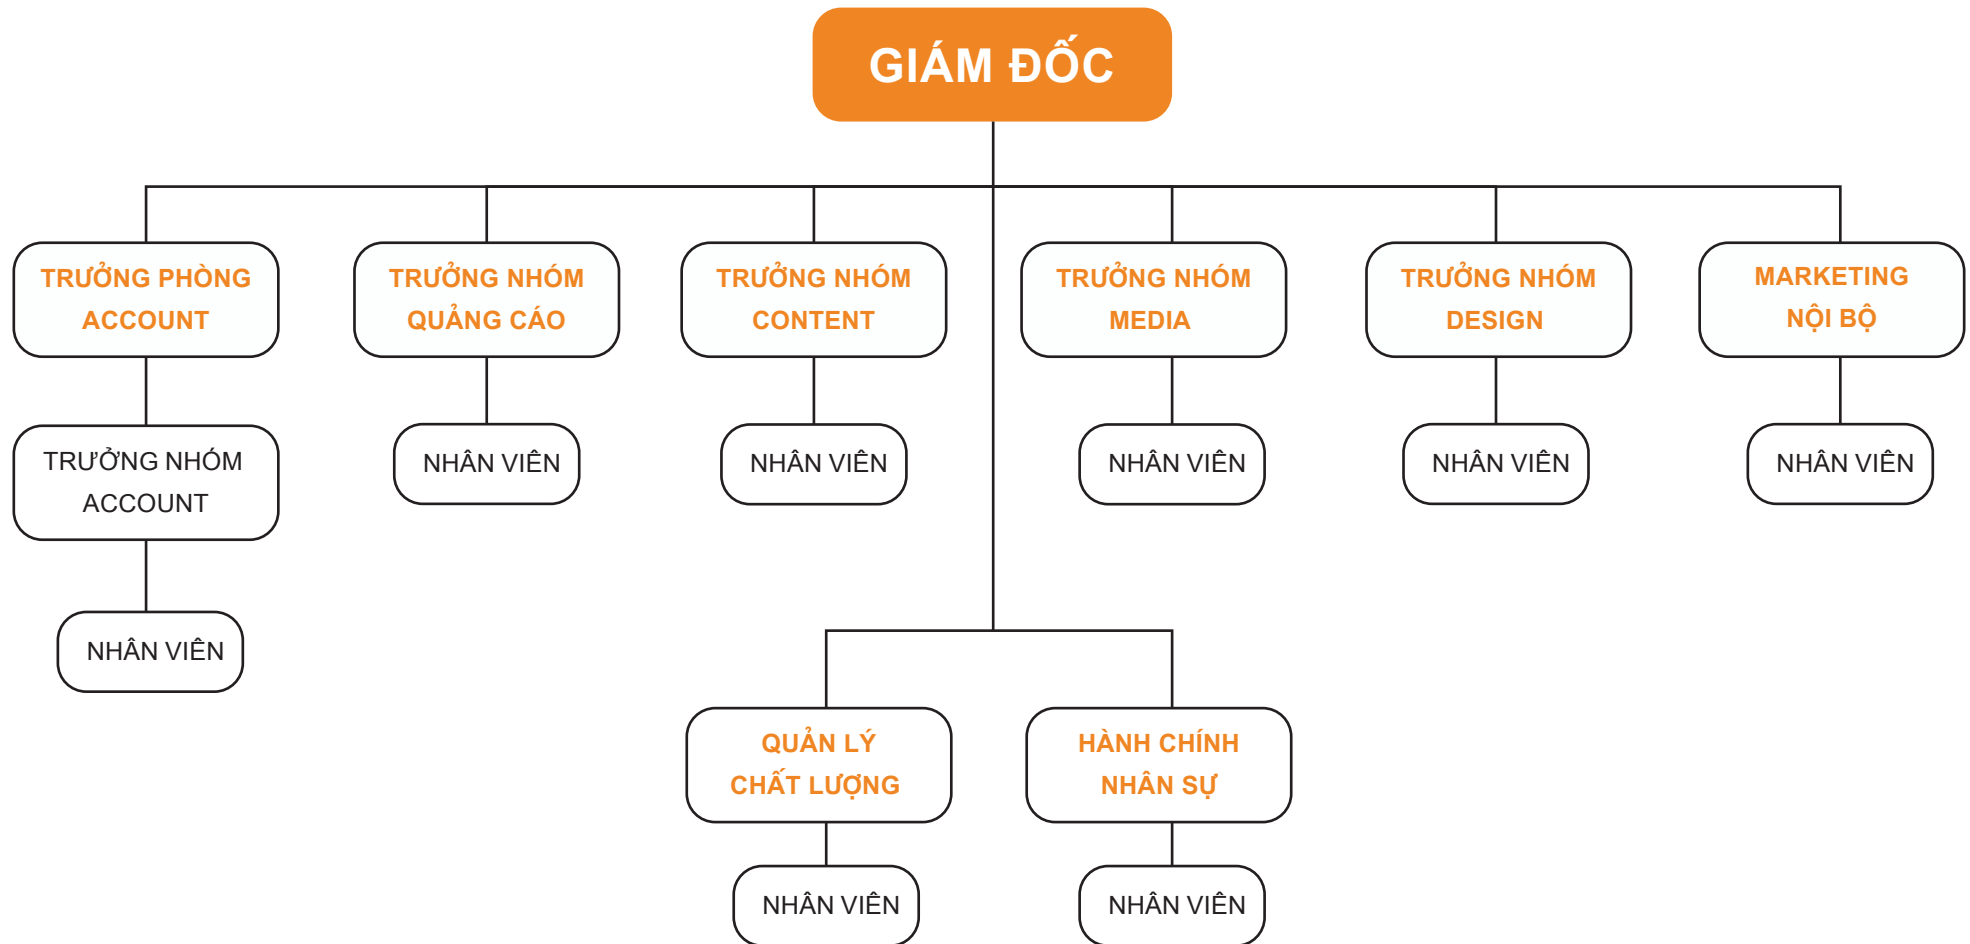 GIÁM ĐỐC
TRƯỞNG PHÒNG
ACCOUNT
TRƯỞNG NHÓM
QUẢNG CÁO
TRƯỞNG NHÓM
CONTENT
TRƯỞNG NHÓM
MEDIA
TRƯỞNG NHÓM
DESIGN
MARKETING
NỘI BỘ
TRƯỞNG NHÓM
ACCOUNT
NHÂN VIÊN
NHÂN VIÊN
NHÂN VIÊN
NHÂN VIÊN
NHÂN VIÊN
NHÂN VIÊN
QUẢN LÝ
CHẤT LƯỢNG
HÀNH CHÍNH
NHÂN SỰ
NHÂN VIÊN
NHÂN VIÊN